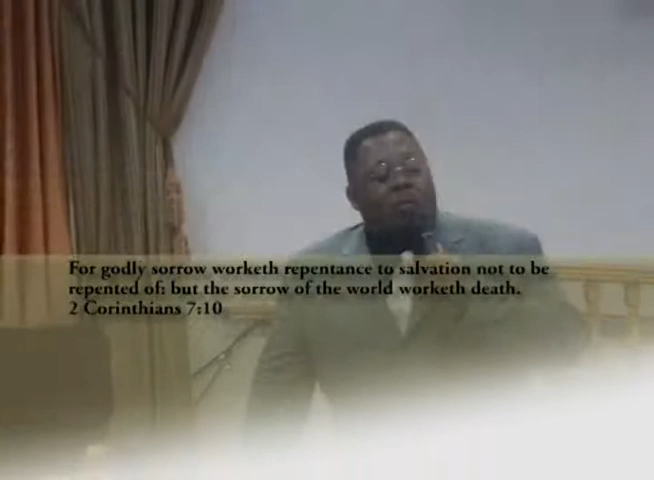 For godly sorrow worketh repentance to salvation not to be
repented of: but the sorrow of the world worketh death.
2 Corinthians 7:10